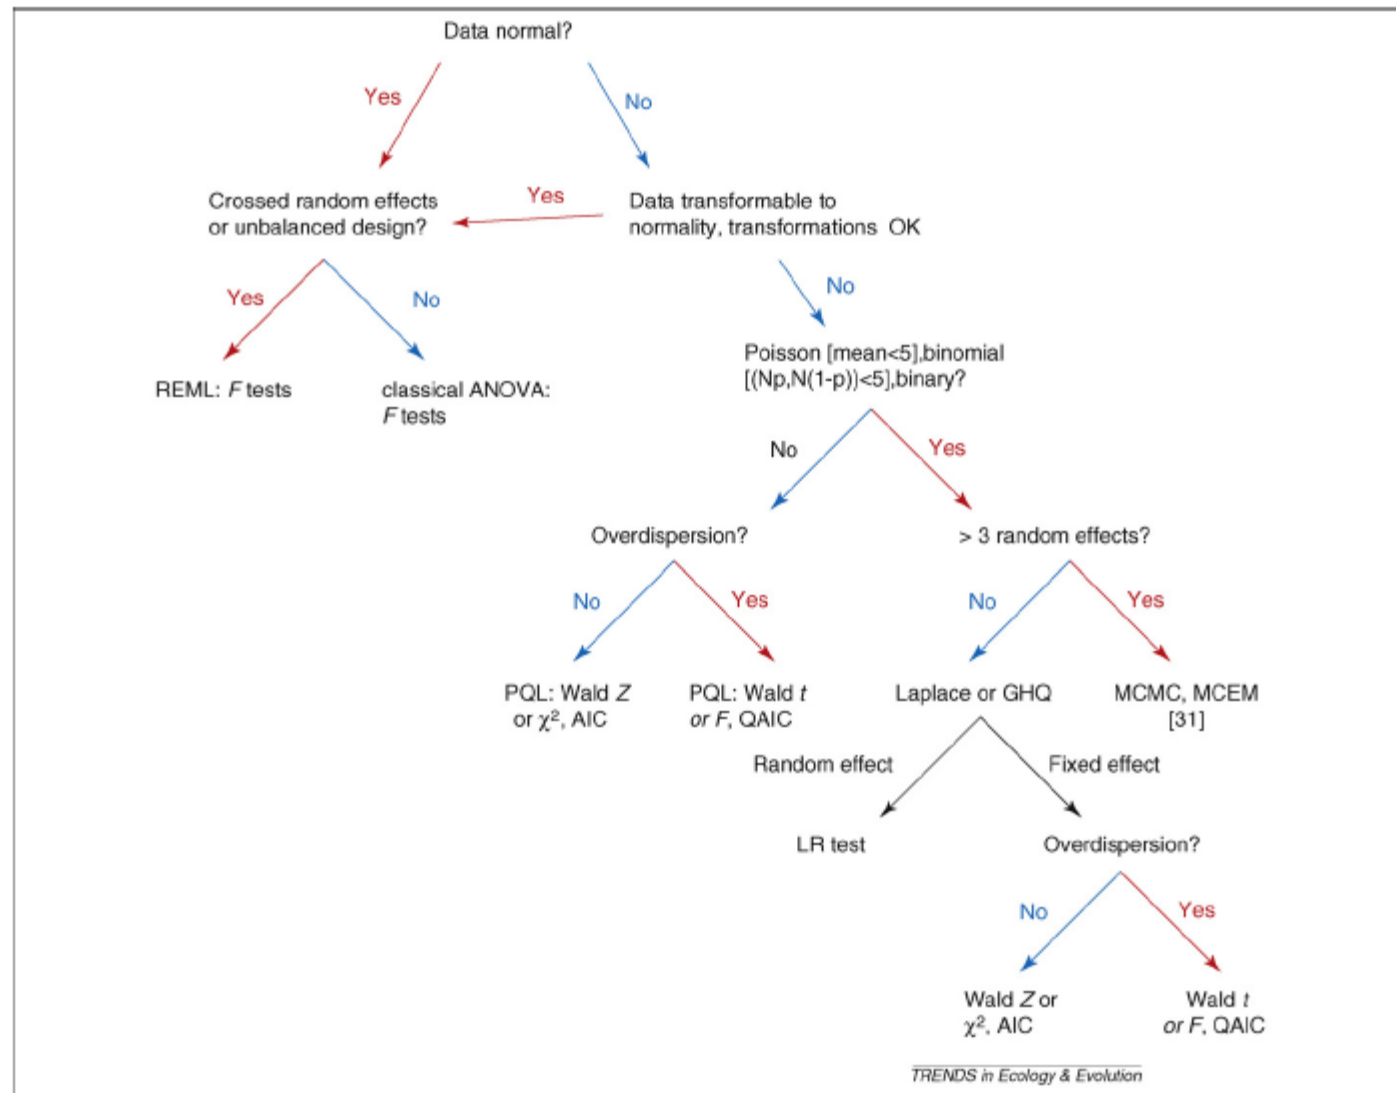 Data normal?
Yes
No
Crossed random effects
or unbalanced design?
Yes
Data transformable to
normality, transformations OK
Yes
No
No
REML: F tests
classical ANOVA:
F tests
Poisson [mean<5],binomial
[(Np,N(1-p))<5],binary?
No
Yes
Overdispersion?
> 3 random effects?
No
Yes
No
Yes
PQL: Wald Z
or χ², AIC
PQL: Wald t
or F, QAIC
Laplace or GHQ
MCMC, MCEM
[31]
Random effect
Fixed effect
LR test
Overdispersion?
No
Yes
Wald Z or
χ², AIC
Wald t
or F, QAIC
TRENDS in Ecology & Evolution